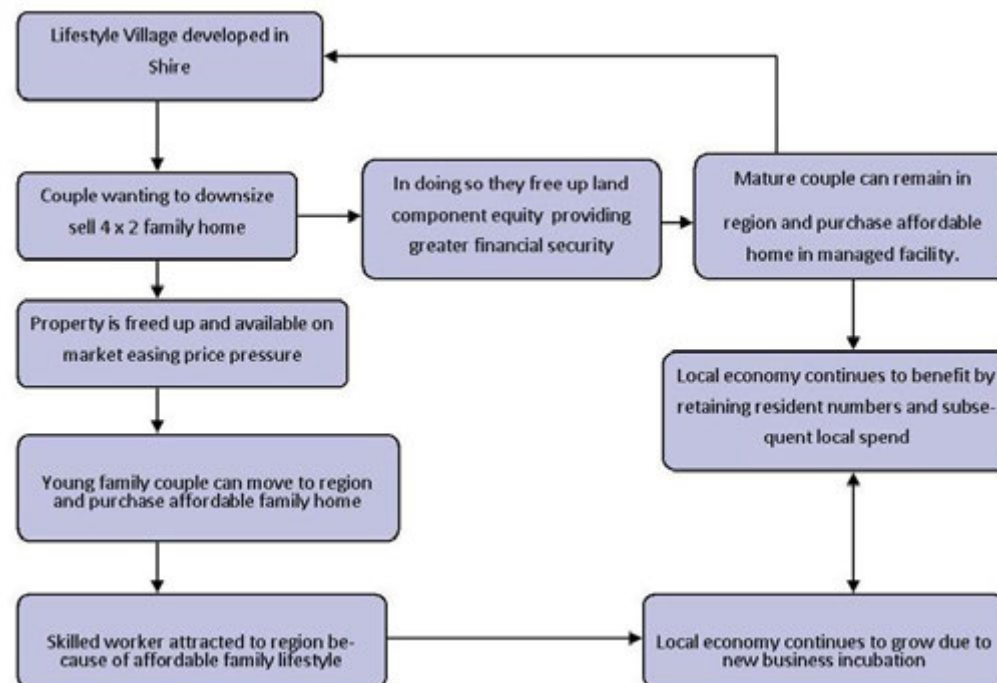 Lifestyle Village developed in
Shire
Couple wanting to downsize
sell 4 x 2 family home
In doing so they free up land
component equity providing
greater financial security
Mature couple can remain in
region and purchase affordable
home in managed facility.
Property is freed up and available on
market easing price pressure
Local economy continues to benefit by
retaining resident numbers and subse-
quent local spend
Young family couple can move to region
and purchase affordable family home
Skilled worker attracted to region be-
cause of affordable family lifestyle
Local economy continues to grow due to
new business incubation